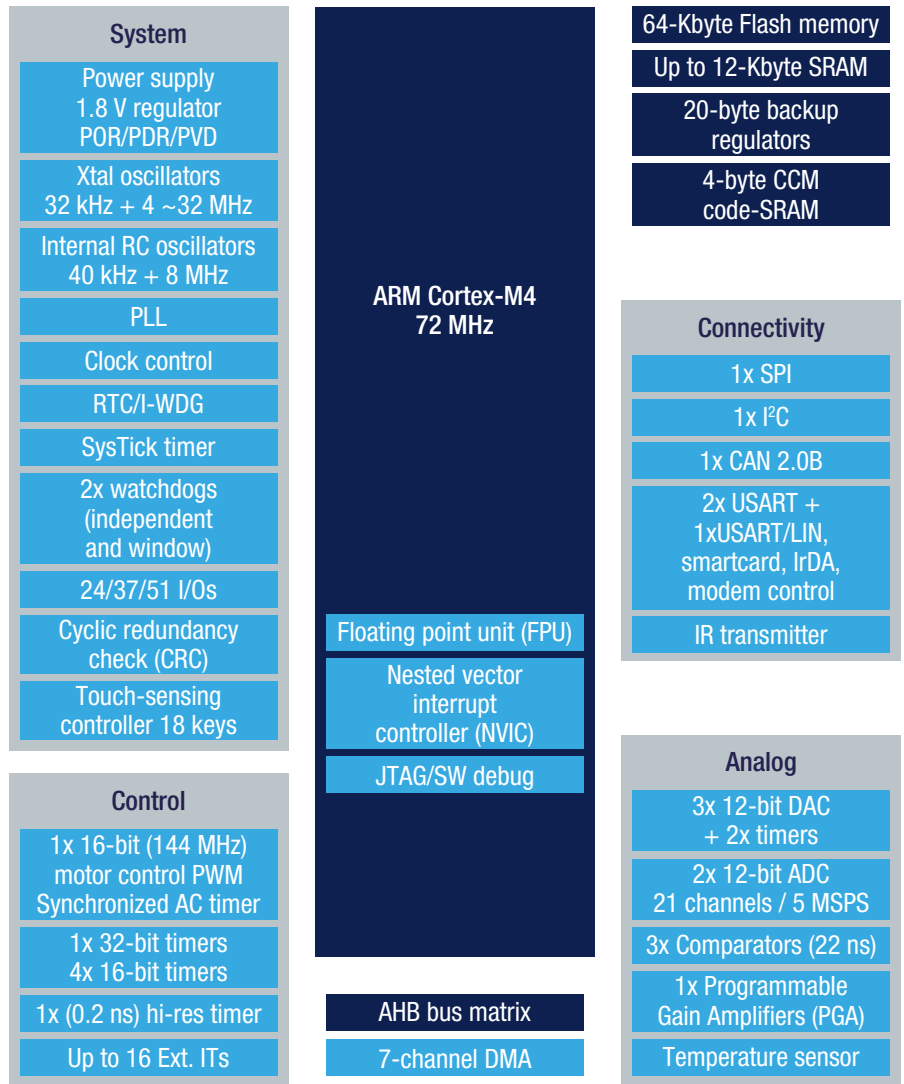 System
Power supply
1.8 V regulator
POR/PDR/PVD
Xtal oscillators
32 kHz + 4 ~32 MHz
Internal RC oscillators
40 kHz + 8 MHz
PLL
Clock control
RTC/I-WDG
SysTick timer
2x watchdogs
(independent
and window)
24/37/51 I/Os
Cyclic redundancy
check (CRC)
Touch-sensing
controller 18 keys
Control
1x 16-bit (144 MHz)
motor control PWM
Synchronized AC timer
1x 32-bit timers
4x 16-bit timers
1x (0.2 ns) hi-res timer
Up to 16 Ext. ITs
ARM Cortex-M4
72 MHz
Floating point unit (FPU)
Nested vector
interrupt
controller (NVIC)
JTAG/SW debug
AHB bus matrix
7-channel DMA
64-Kbyte Flash memory
Up to 12-Kbyte SRAM
20-byte backup
regulators
4-byte CCM
code-SRAM
Connectivity
1x SPI
1x I²C
1x CAN 2.0B
2x USART +
1xUSART/LIN,
smartcard, IrDA,
modem control
IR transmitter
Analog
3x 12-bit DAC
+ 2x timers
2x 12-bit ADC
21 channels / 5 MSPS
3x Comparators (22 ns)
1x Programmable
Gain Amplifiers (PGA)
Temperature sensor